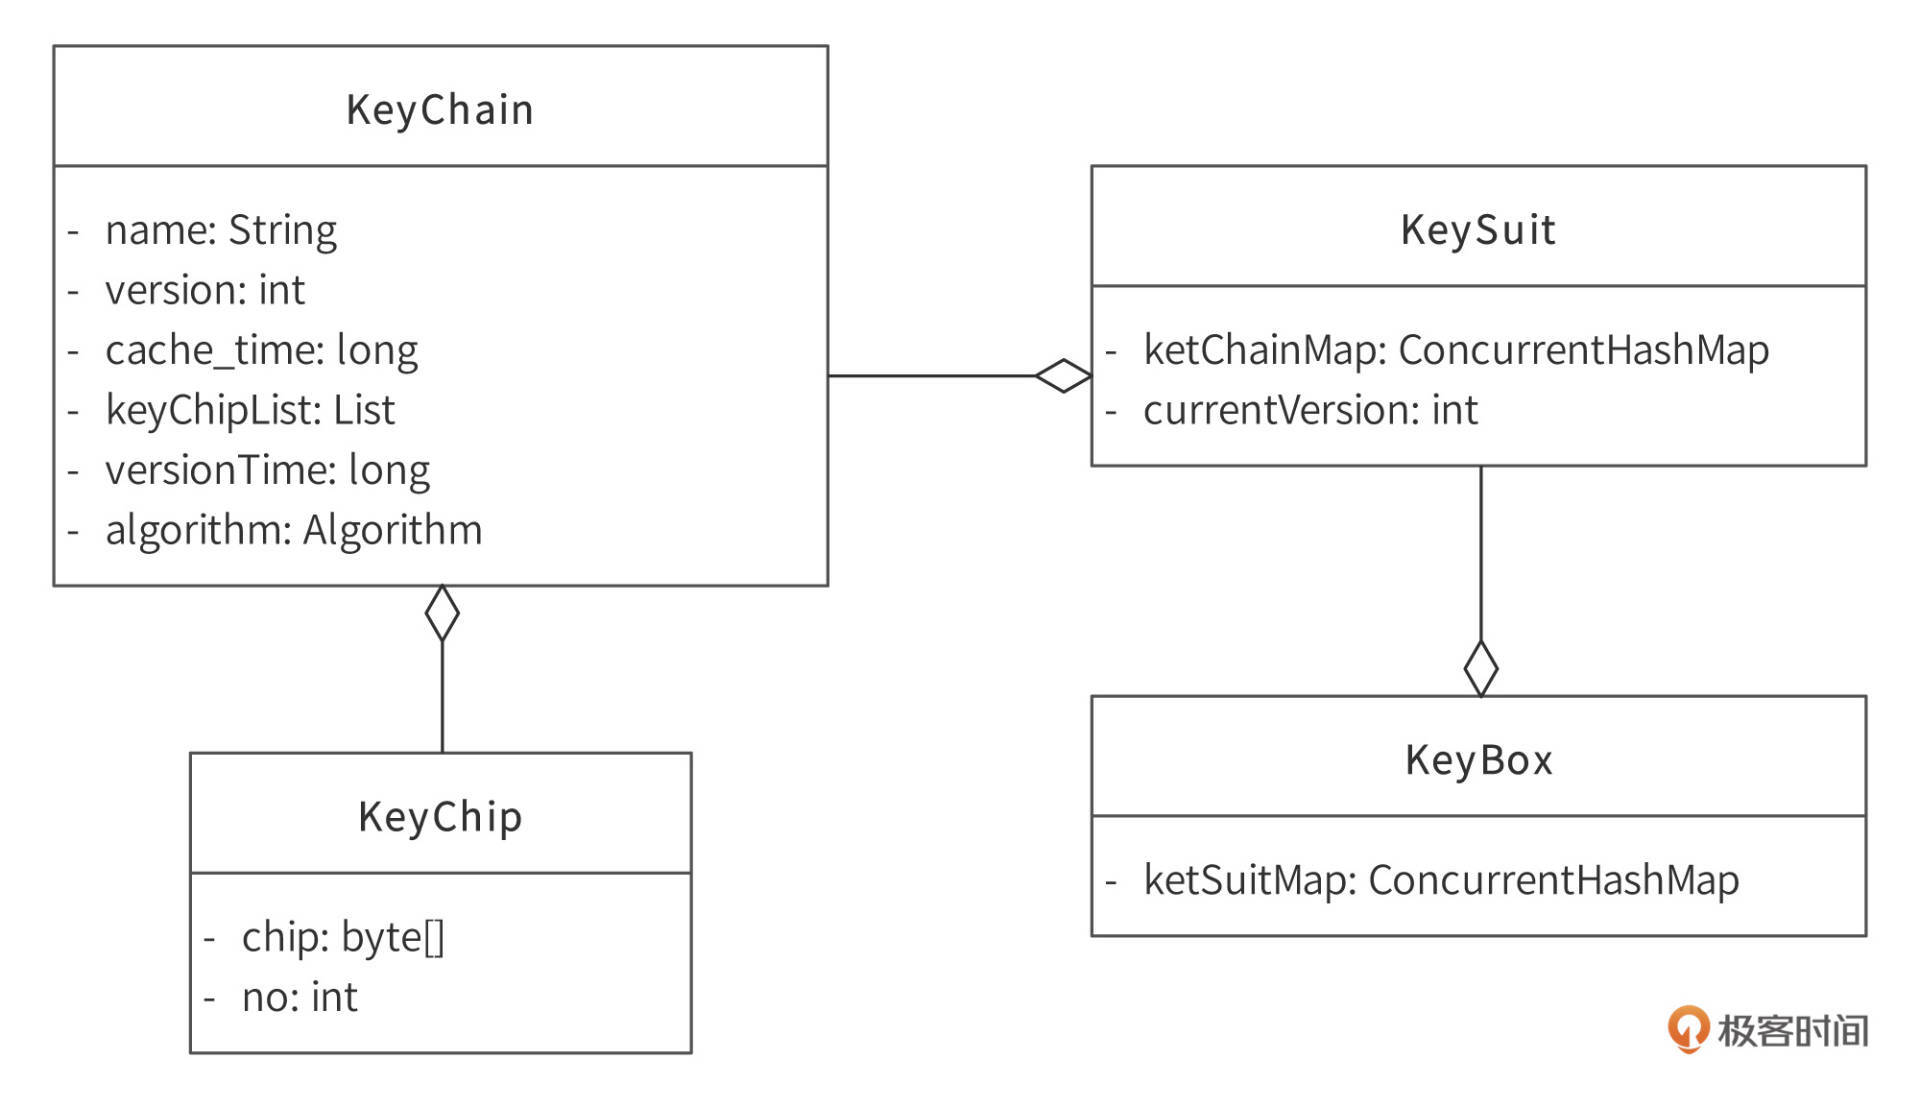 KeyChain
- name: String
- version: int
- cache_time: long
- keyChipList: List
- versionTime: long
- algorithm: Algorithm
KeySuit
- ketChainMap: ConcurrentHashMap
- currentVersion: int
KeyChip
- chip: byte[]
- no: int
KeyBox
- ketSuitMap: ConcurrentHashMap
极客时间